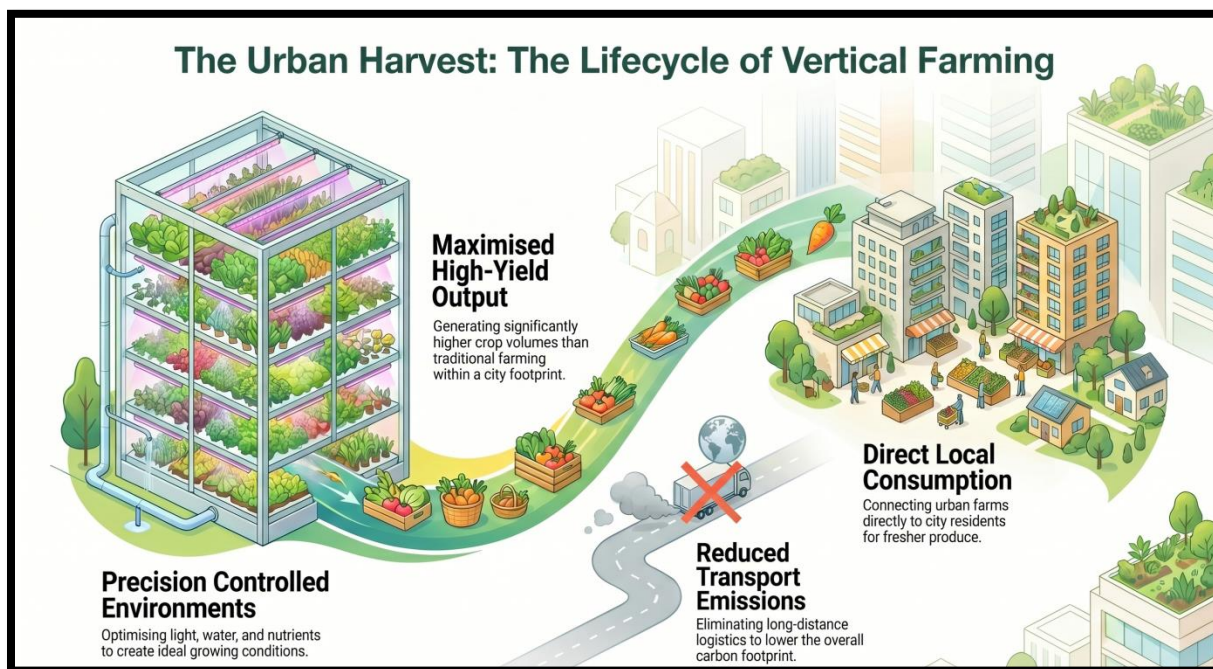 The Urban Harvest: The Lifecycle of Vertical Farming
Maximised
High-Yield
Output
Generating significantly
higher crop volumes than
traditional farming
within a city footprint.
Precision Controlled
Environments
Optimising light, water, and nutrients
to create ideal growing conditions.
Reduced
Transport
Emissions
Eliminating long-distance
logistics to lower the overall
carbon footprint.
Direct Local
Consumption
Connecting urban farms
directly to city residents
for fresher produce.